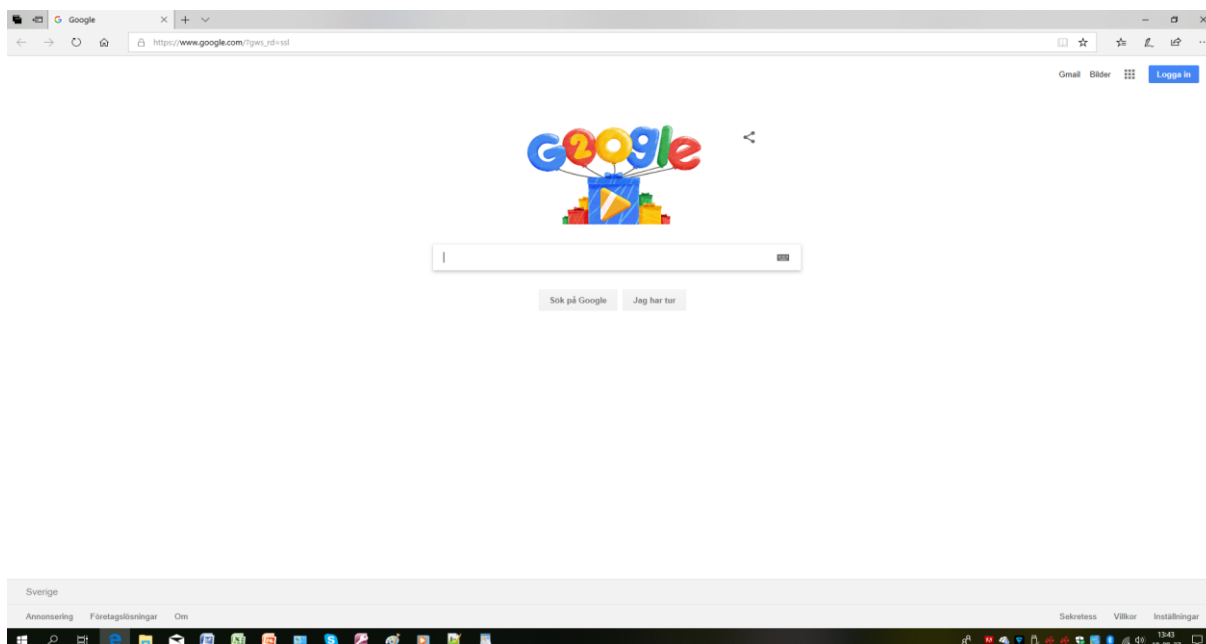 Google
https://www.google.com/?gws_rd=ssl
Gmail Bilder Logga in
G20gle
Sök på Google Jag har tur
Sverige
Annonsering Företagslösningar Om Sekretess Villkor Inställningar
13:43